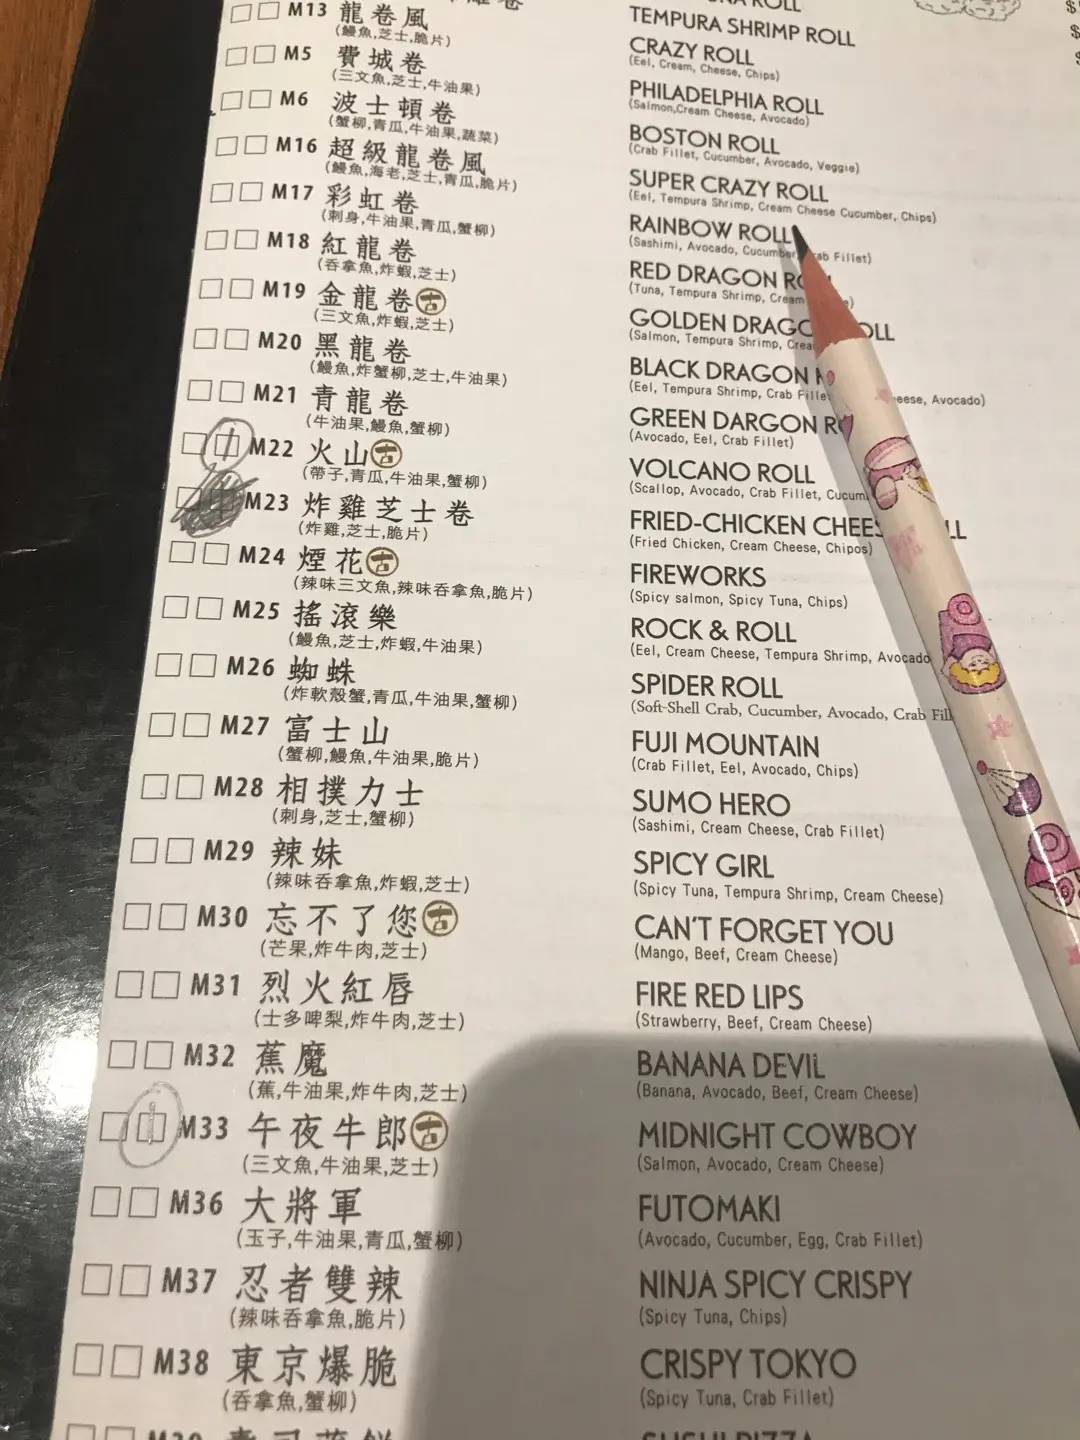 卷
ROLL
$
TEMPURA SHRIMP ROLL
$
M13 龍卷風
(鰻魚,芝士,脆片)
CRAZY ROLL
(Eel, Cream, Cheese, Chips)
M5 費城卷
(三文魚,芝士,牛油果)
PHILADELPHIA ROLL
(Salmon,Cream Cheese, Avocado)
M6 波士頓卷
(蟹柳,青瓜,牛油果,蔬菜)
BOSTON ROLL
(Crab Fillet, Cucumber, Avocado, Veggie)
M16 超級龍卷風
(鰻魚,海老,芝士,青瓜,脆片)
SUPER CRAZY ROLL
(Eel, Tempura Shrimp, Cream Cheese Cucumber, Chips)
M17 彩虹卷
(刺身,牛油果,青瓜,蟹柳)
RAINBOW ROLL
(Sashimi, Avocado, Cucumber, Crab Fillet)
M18 紅龍卷
(吞拿魚,炸蝦,芝士)
RED DRAGON RO
(Tuna, Tempura Shrimp, Cream
M19 金龍卷 古
(三文魚,炸蝦,芝士)
GOLDEN DRAGO OLL
(Salmon, Tempura Shrimp, Crea
M20 黑龍卷
(鰻魚,炸蟹柳,芝士,牛油果)
BLACK DRAGON
(Eel, Tempura Shrimp, Crab Fille eese, Avocado)
M21 青龍卷
(牛油果,鰻魚,蟹柳)
GREEN DARGON RO
(Avocado, Eel, Crab Fillet)
M22 火山 古
(帶子,青瓜,牛油果,蟹柳)
VOLCANO ROLL
(Scallop, Avocado, Crab Fillet, Cucum
M23 炸雞芝士卷
(炸雞,芝士,脆片)
FRIED-CHICKEN CHEES LL
(Fried Chicken, Cream Cheese, Chipos)
M24 煙花 古
(辣味三文魚,辣味吞拿魚,脆片)
FIREWORKS
(Spicy salmon, Spicy Tuna, Chips)
M25 搖滾樂
(鰻魚,芝士,炸蝦,牛油果)
ROCK & ROLL
(Eel, Cream Cheese, Tempura Shrimp, Avocado
M26 蜘蛛
(炸軟殼蟹,青瓜,牛油果,蟹柳)
SPIDER ROLL
(Soft-Shell Crab, Cucumber, Avocado, Crab Fill
M27 富士山
(蟹柳,鰻魚,牛油果,脆片)
FUJI MOUNTAIN
(Crab Fillet, Eel, Avocado, Chips)
M28 相撲力士
(刺身,芝士,蟹柳)
SUMO HERO
(Sashimi, Cream Cheese, Crab Fillet)
M29 辣妹
(辣味吞拿魚,炸蝦,芝士)
SPICY GIRL
(Spicy Tuna, Tempura Shrimp, Cream Cheese)
M30 忘不了您 古
(芒果,炸牛肉,芝士)
CAN'T FORGET YOU
(Mango, Beef, Cream Cheese)
M31 烈火紅唇
(士多啤梨,炸牛肉,芝士)
FIRE RED LIPS
(Strawberry, Beef, Cream Cheese)
M32 蕉魔
(蕉,牛油果,炸牛肉,芝士)
BANANA DEVIL
(Banana, Avocado, Beef, Cream Cheese)
M33 午夜牛郎 古
(三文魚,牛油果,芝士)
MIDNIGHT COWBOY
(Salmon, Avocado, Cream Cheese)
M36 大將軍
(玉子,牛油果,青瓜,蟹柳)
FUTOMAKI
(Avocado, Cucumber, Egg, Crab Fillet)
M37 忍者雙辣
(辣味吞拿魚,脆片)
NINJA SPICY CRISPY
(Spicy Tuna, Chips)
M38 東京爆脆
(吞拿魚,蟹柳)
CRISPY TOKYO
(Spicy Tuna, Crab Fillet)